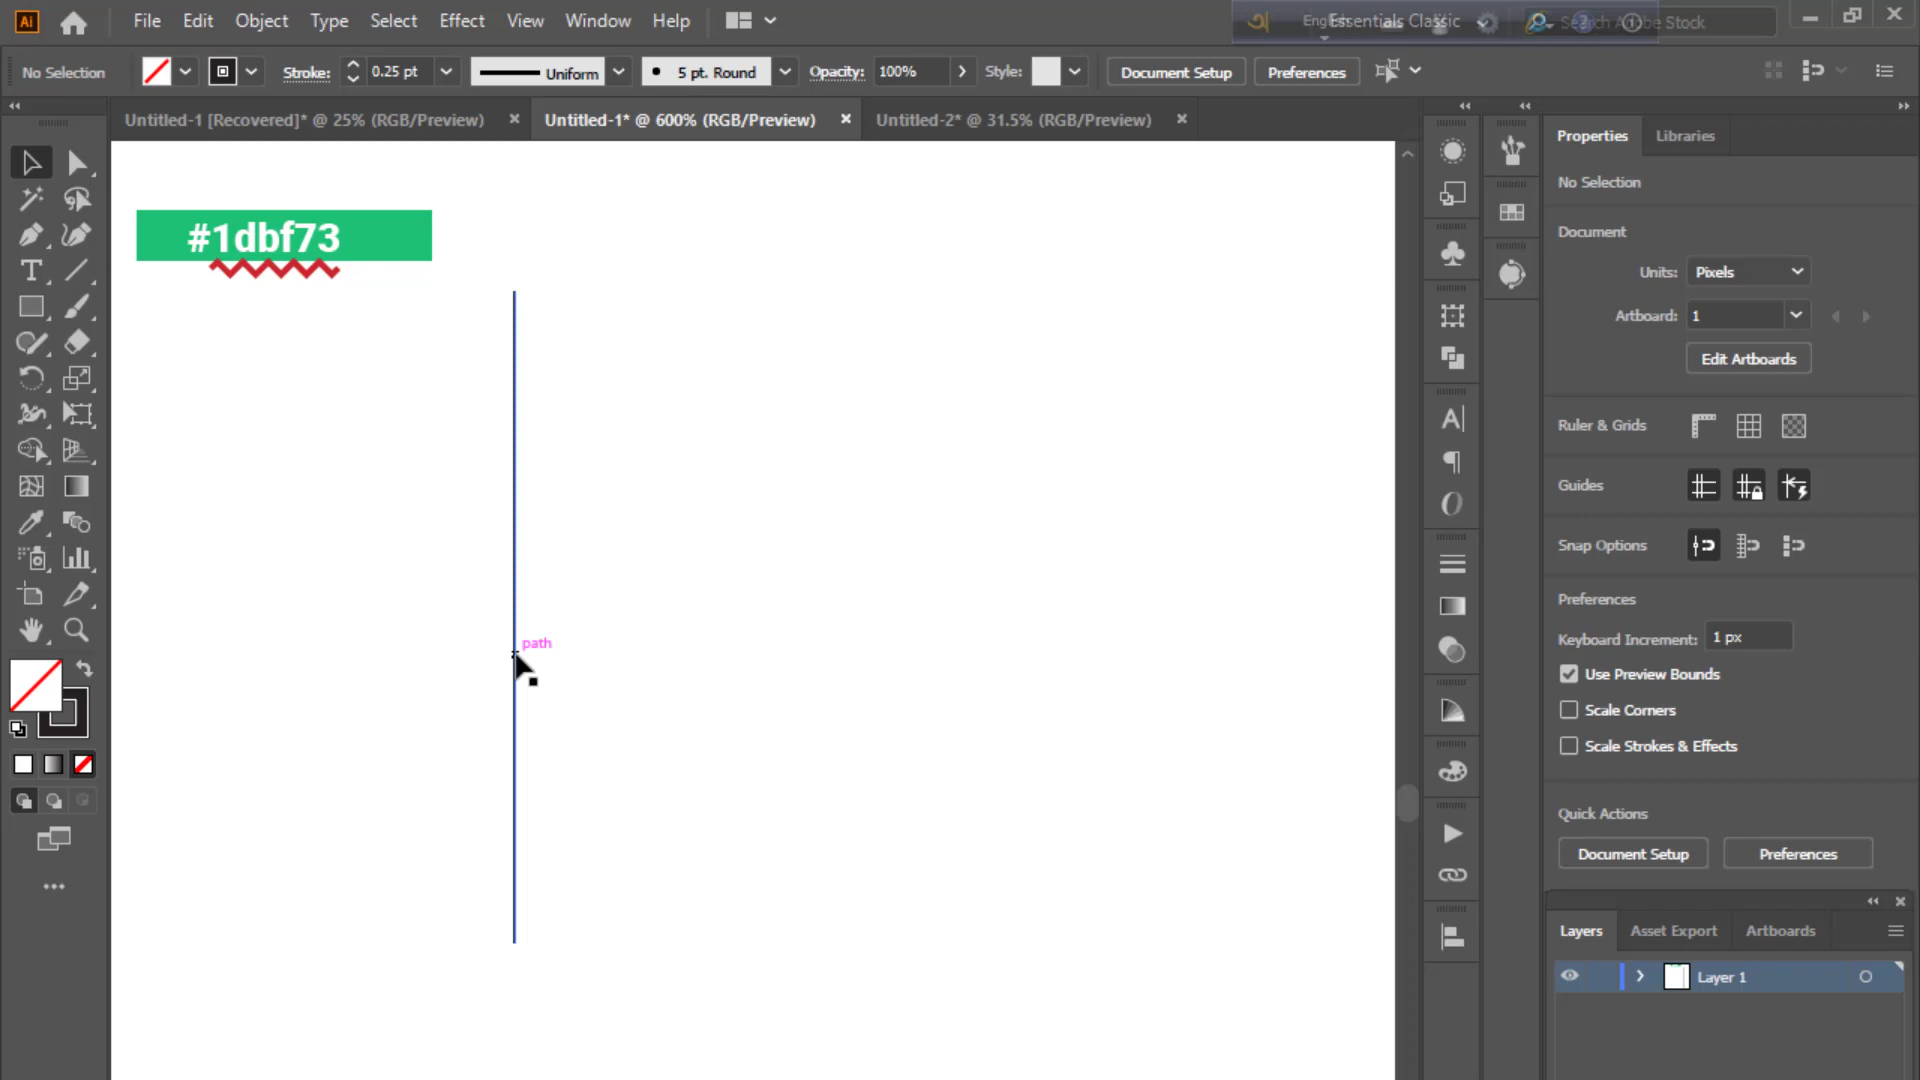 Ai File Edit Object Type Select Effect View Window Help
English Essentials Classic Search Adobe Stock
No Selection Stroke: 0.25 pt Uniform 5 pt. Round Opacity: 100% Style: Document Setup Preferences
Untitled-1 [Recovered]* @ 25% (RGB/Preview) Untitled-1* @ 600% (RGB/Preview) Untitled-2* @ 31.5% (RGB/Preview)
Properties Libraries
No Selection
Document
Units: Pixels
Artboard: 1
Edit Artboards
Ruler & Grids
Guides
Snap Options
Preferences
Keyboard Increment: 1 px
Use Preview Bounds
Scale Corners
Scale Strokes & Effects
Quick Actions
Document Setup Preferences
Layers Asset Export Artboards
Layer 1
#1dbf73
path